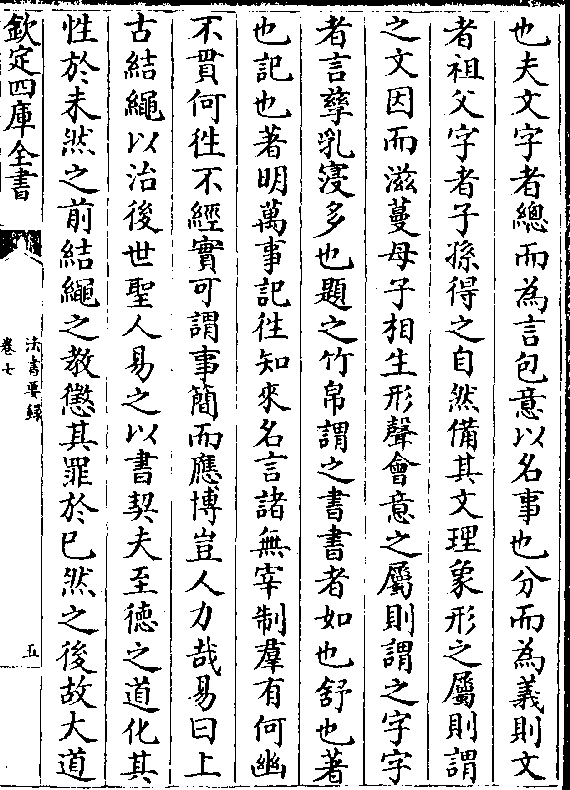 也夫文字者總而為言包意以名事也分而為義則文
者祖父字者子孫得之自然備其文理象形之屬則謂
之文因而滋蔓母子相生形聲會意之屬則謂之字字
者言孳乳寖多也題之竹帛謂之書書者如也舒也著
也記也著明萬事記往知來名言諸無宰制羣有何幽
不貫何往不經實可謂事簡而應博豈人力哉易曰上
古結繩以治後世聖人易之以書契夫至徳之道化其
性於未然之前結繩之教懲其罪於已然之後故大道
欽定四庫全書
法書要録
卷七
五